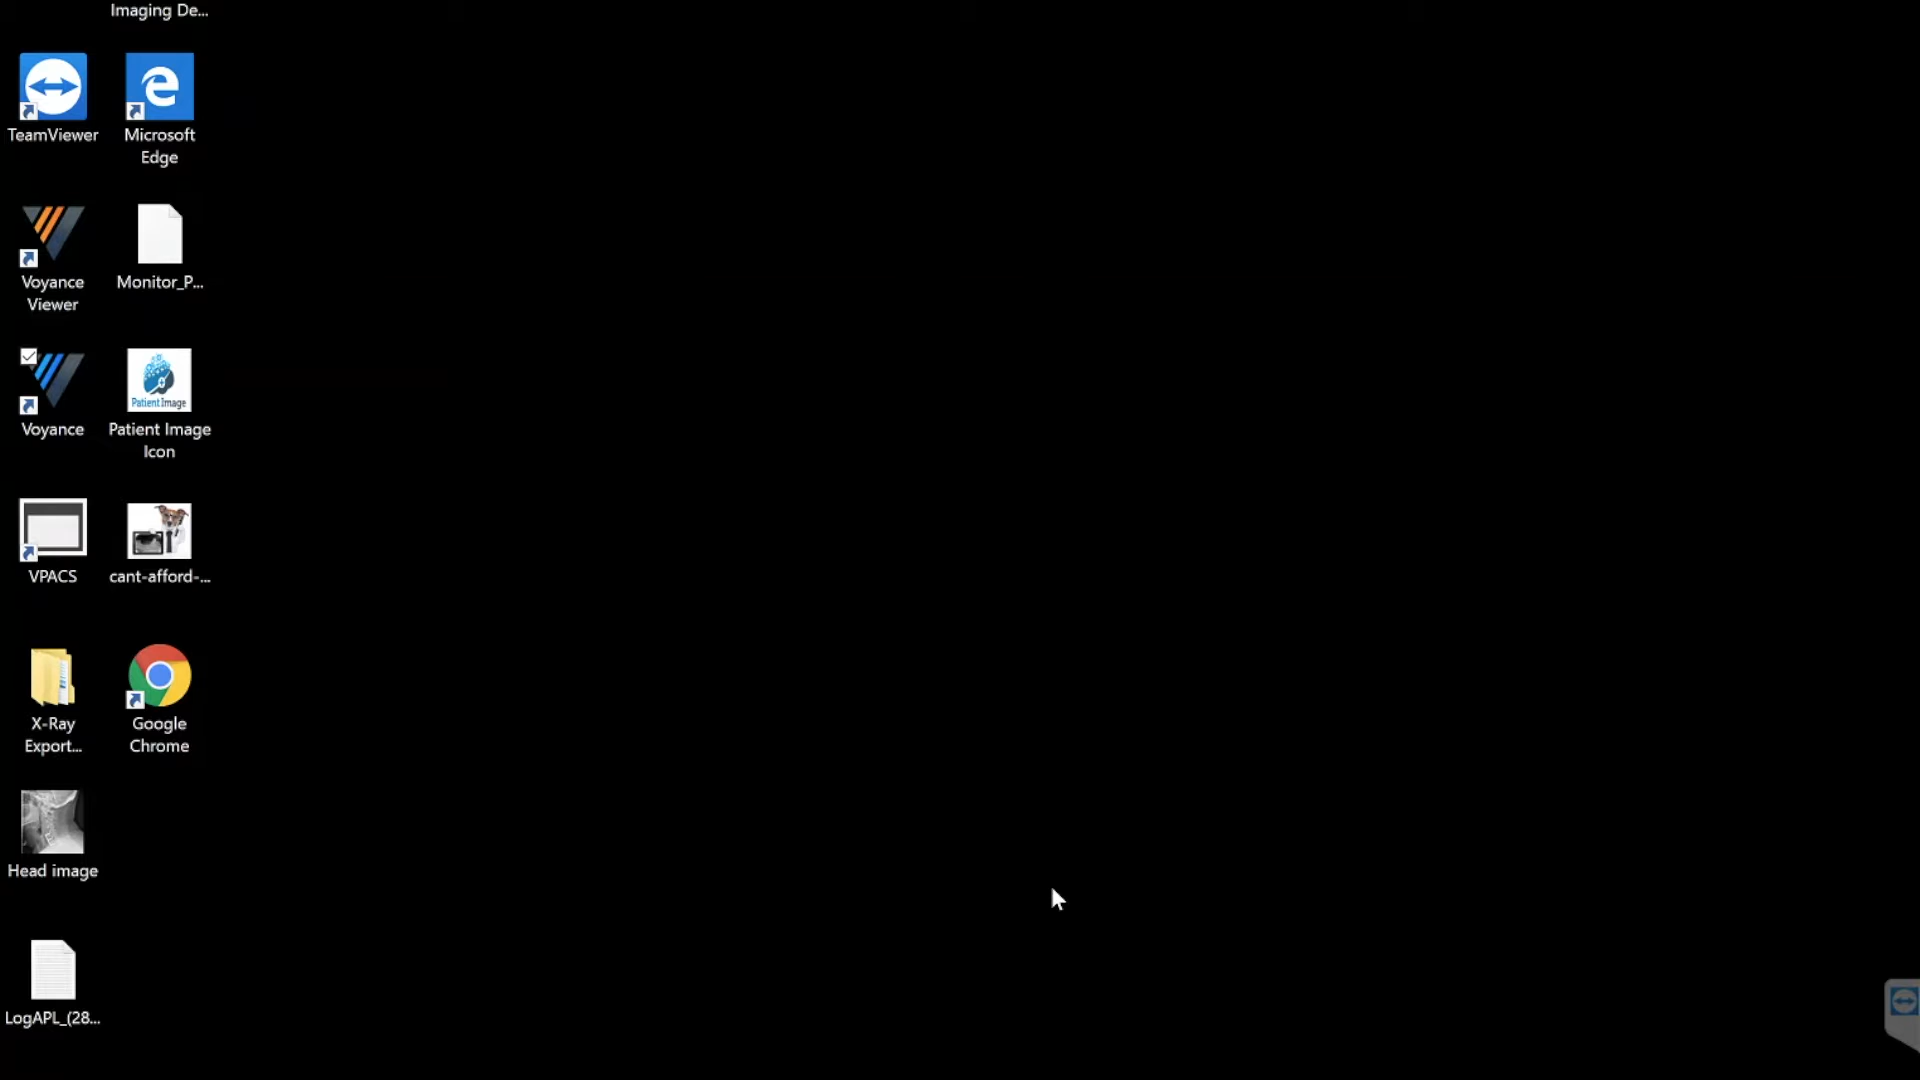 Imaging De...
TeamViewer
Microsoft
Edge
Voyance
Viewer
Monitor_P...
Voyance
Patient Image
Patient Image
Icon
VPACS
cant-afford-...
X-Ray
Export...
Google
Chrome
Head image
LogAPL_(28...